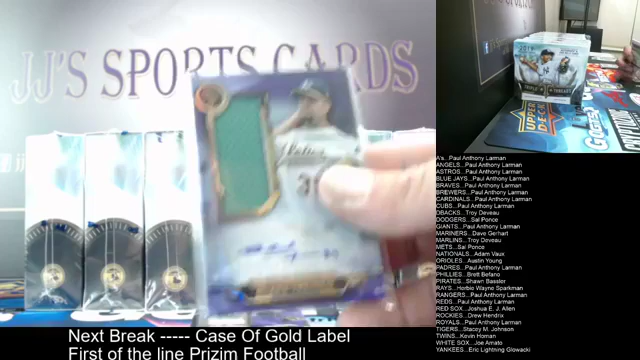 JJ'S SPORTS CARDS
TRIPLE THREADS
UPPER DECK
A's...Paul Anthony Larman
ANGELS...Paul Anthony Larman
ASTROS...Paul Anthony Larman
BLUE JAYS...Paul Anthony Larman
BRAVES...Paul Anthony Larman
BREWERS...Paul Anthony Larman
CARDINALS...Paul Anthony Larman
CUBS...Paul Anthony Larman
DBACKS...Troy Deveau
DODGERS...Sal Ponce
GIANTS...Paul Anthony Larman
MARINERS...Dave Gerhart
MARLINS...Troy Deveau
METS...Sal Ponce
NATIONALS...Adam Vaux
ORIOLES...Austin Young
PADRES...Paul Anthony Larman
PHILLIES...Brett Befano
PIRATES...Shawn Bassler
RAYS...Horbie Wayne Sparkman
RANGERS...Paul Anthony Larman
REDS...Paul Anthony Larman
RED SOX...Joshua E. J. Allen
ROCKIES...Drew Hendrix
ROYALS...Paul Anthony Larman
TIGERS...Stacey M. Johnson
TWINS...Kevin Homan
WHITE SOX...Joe Amato
YANKEES...Eric Lightning Glowacki
Next Break ----- Case Of Gold Label
First of the line Prizim Football